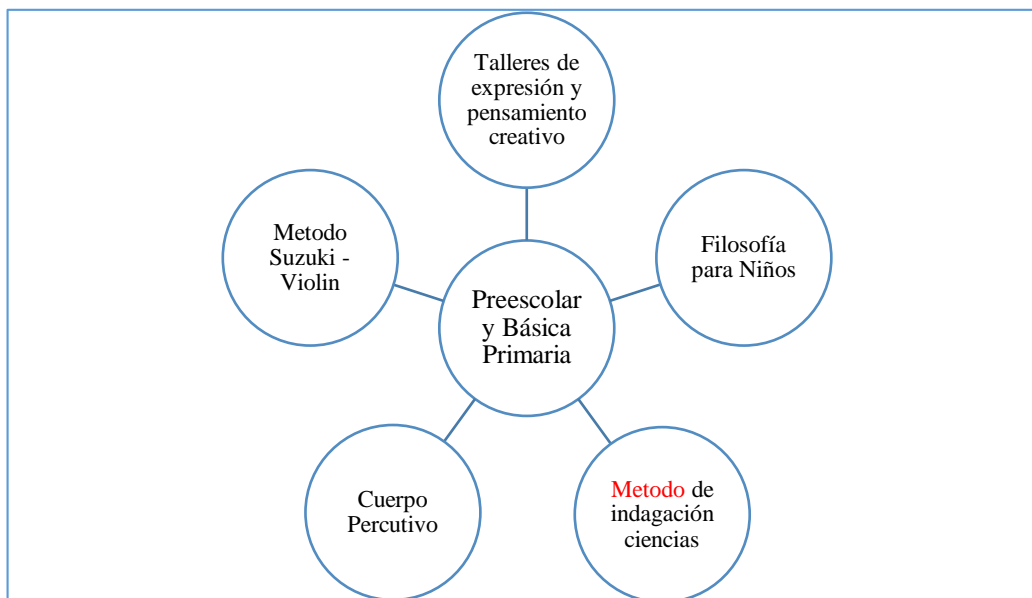 Talleres de
expresión y
pensamiento
creativo
Metodo
Suzuki -
Violin
Filosofía
para Niños
Preescolar
y Básica
Primaria
Cuerpo
Percutivo
Metodo de
indagación
ciencias